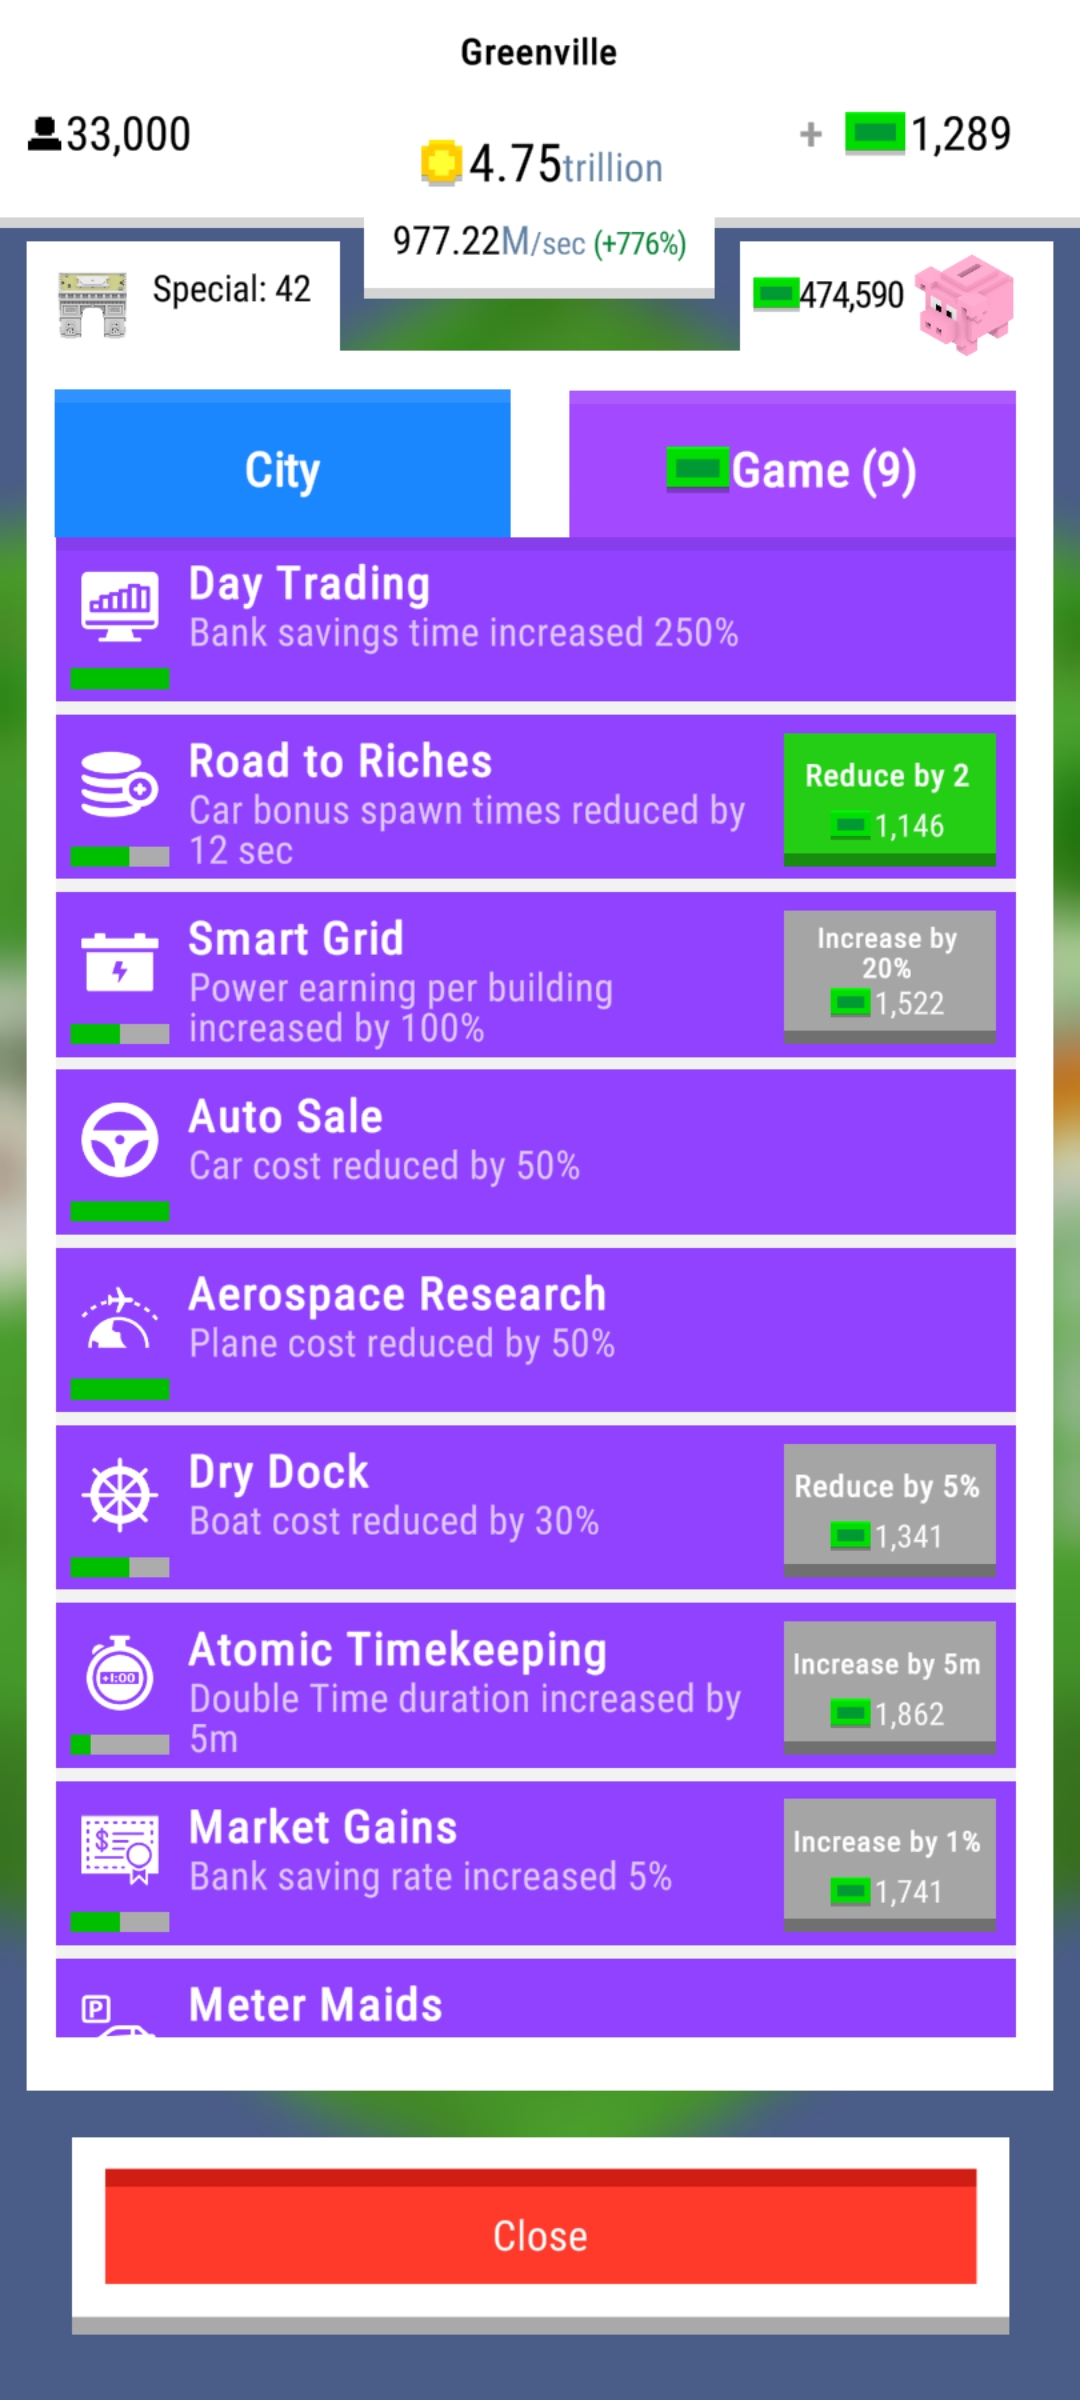 Greenville
33,000
4.75trillion
+ 1,289
977.22M/sec (+776%)
Special: 42
474,590
City
Game (9)
Day Trading
Bank savings time increased 250%
Road to Riches
Car bonus spawn times reduced by
12 sec
Reduce by 2
1,146
Smart Grid
Power earning per building
increased by 100%
Increase by
20%
1,522
Auto Sale
Car cost reduced by 50%
Aerospace Research
Plane cost reduced by 50%
Dry Dock
Boat cost reduced by 30%
Reduce by 5%
1,341
+1:00
Atomic Timekeeping
Double Time duration increased by
5m
Increase by 5m
1,862
$
Market Gains
Bank saving rate increased 5%
Increase by 1%
1,741
P
Meter Maids
Close